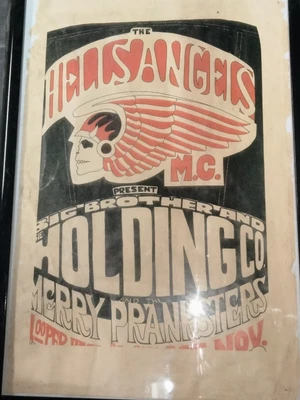 THE
HELLS ANGELS
M.C.
PRESENT
BIG BROTHER AND
HOLDING CO
AND THE
MERRY PRANKSTERS
NOV.